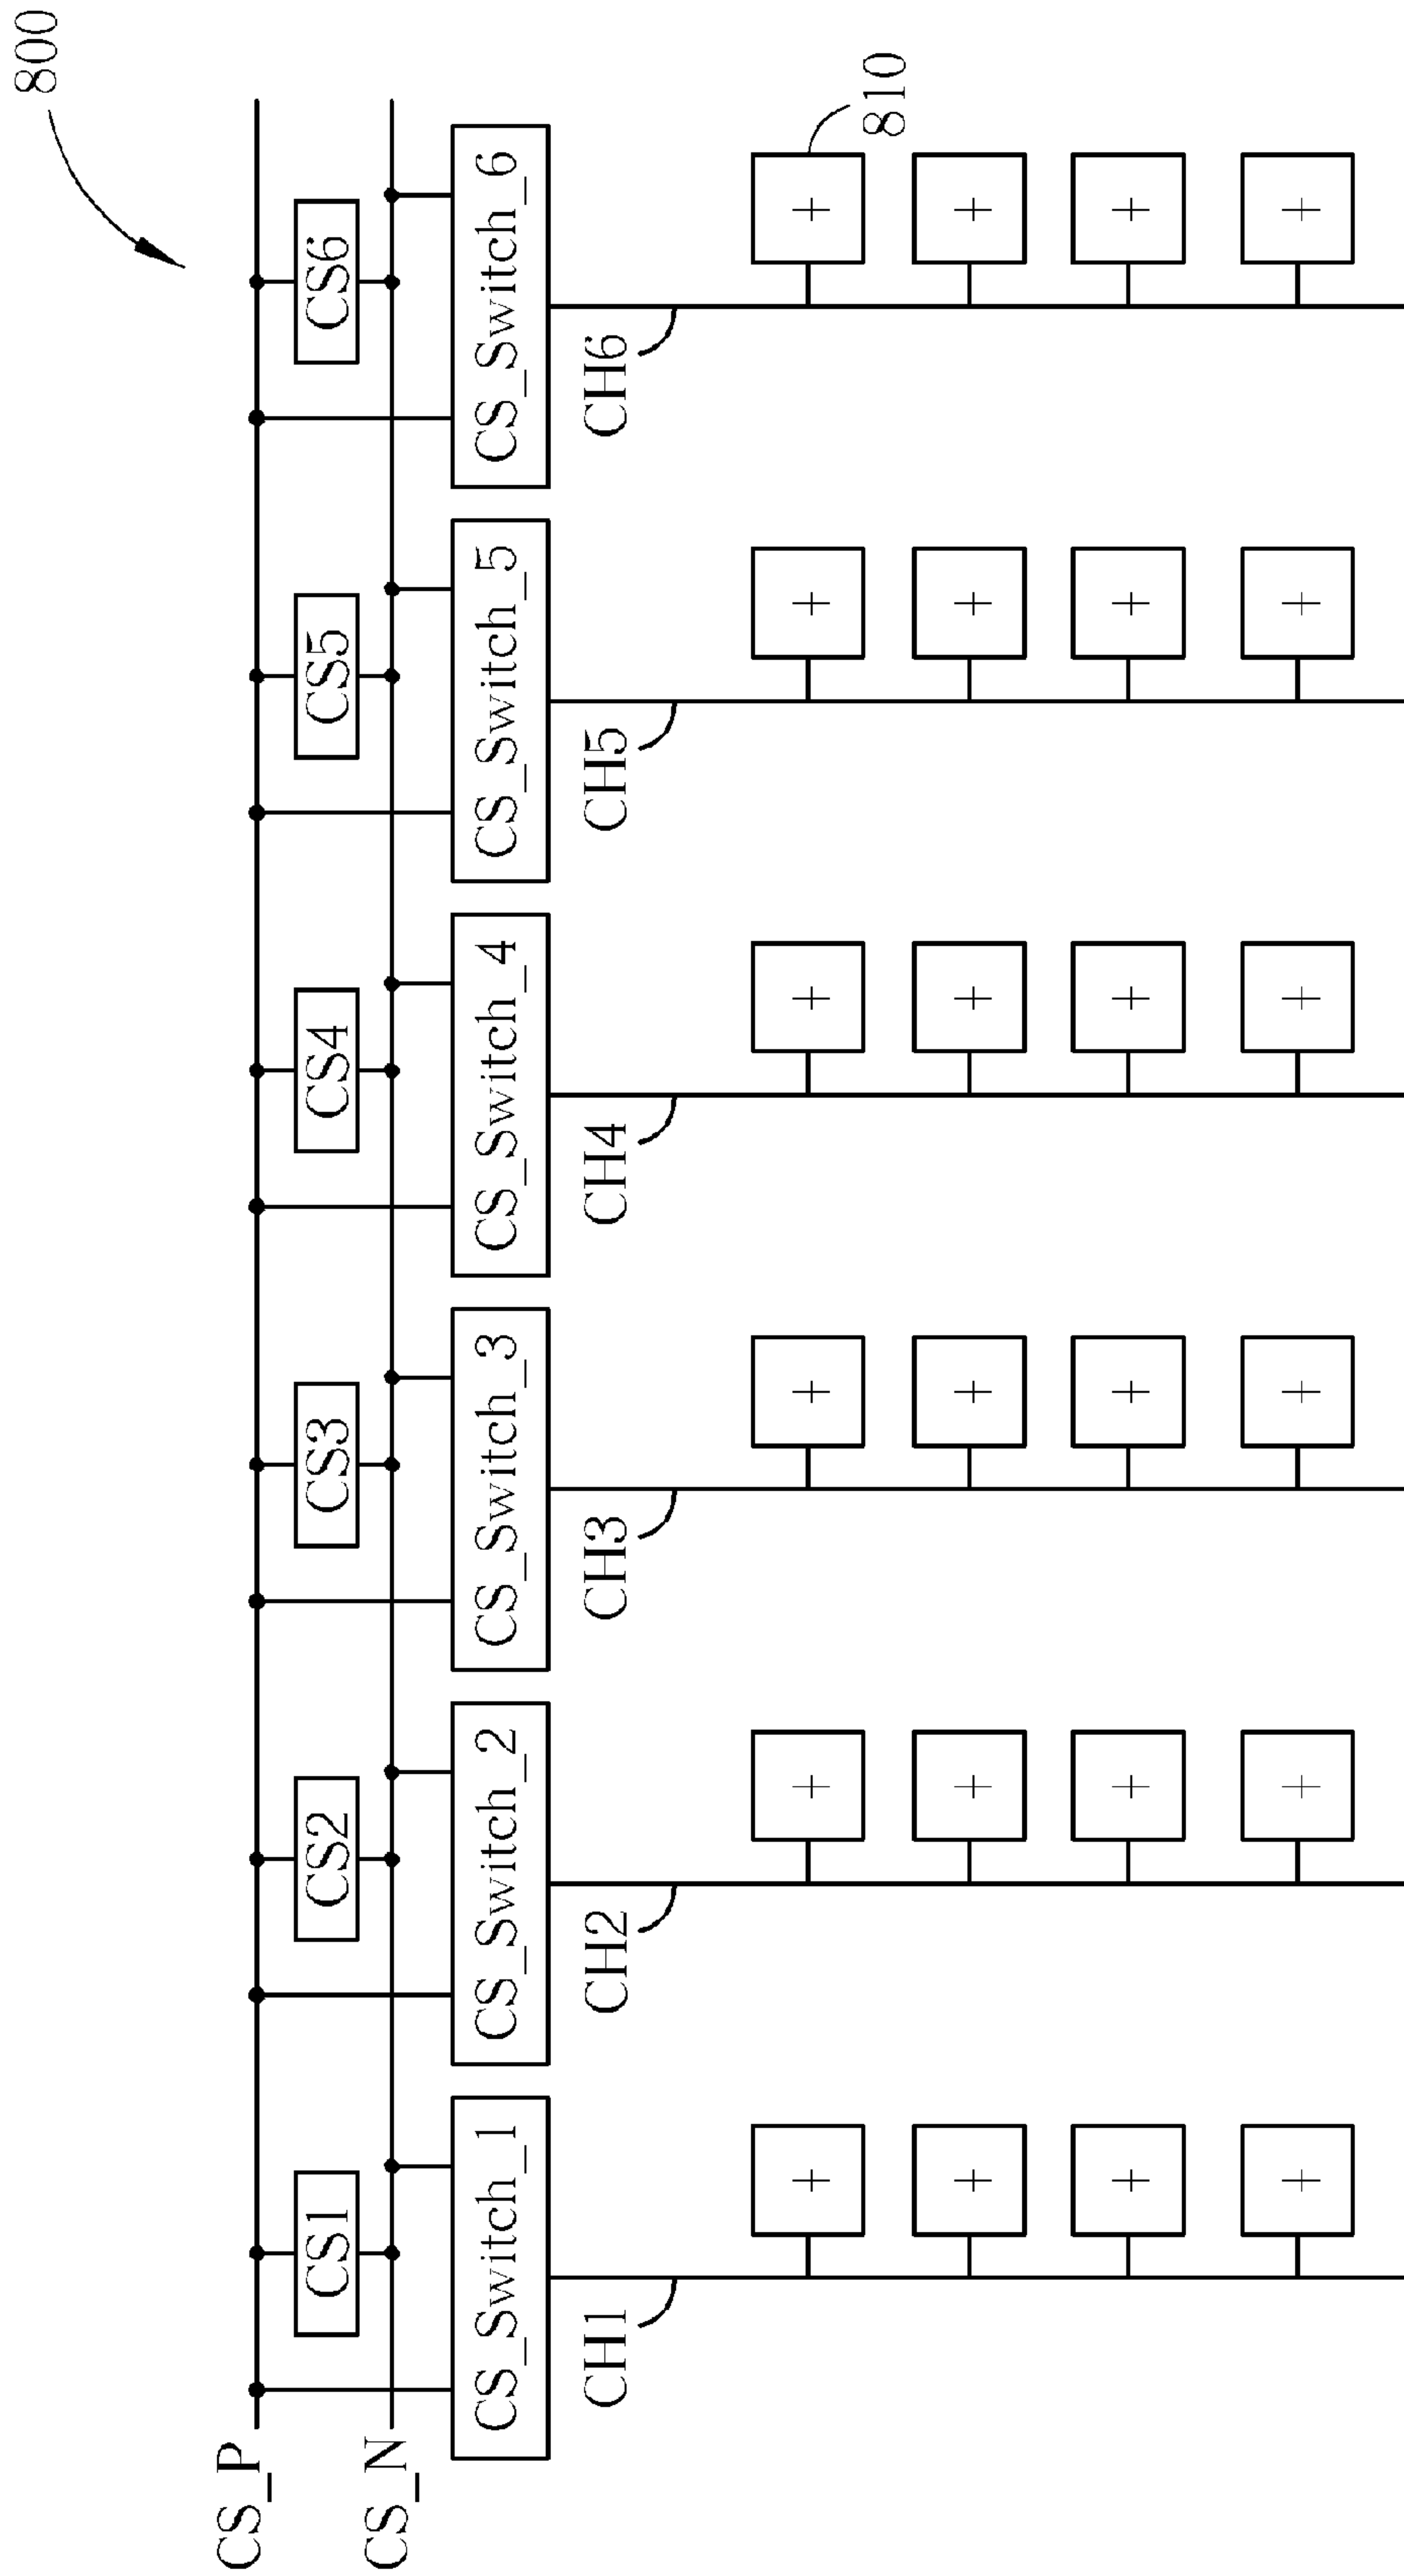 800
CS_P
CS1
CS2
CS3
CS4
CS5
CS6
CS_N
CS_Switch_1
CS_Switch_2
CS_Switch_3
CS_Switch_4
CS_Switch_5
CS_Switch_6
CH1
CH2
CH3
CH4
CH5
CH6
810
+ + + + + +
+ + + + + +
+ + + + + +
+ + + + + +